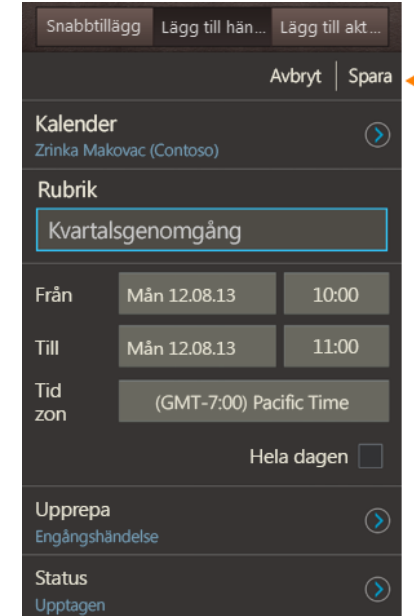 Snabbtillägg Lägg till hän... Lägg till akt...
Avbryt Spara
Kalender
Zrinka Makovac (Contoso)
Rubrik
Kvartalsgenomgång
Från Mån 12.08.13 10:00
Till Mån 12.08.13 11:00
Tid
zon
(GMT-7:00) Pacific Time
Hela dagen
Upprepa
Engångshändelse
Status
Upptagen